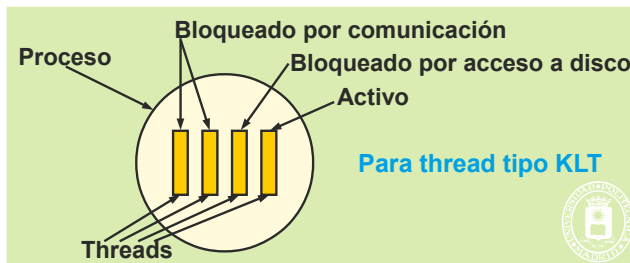 Bloqueado por comunicación
Proceso
Bloqueado por acceso a disco
Activo
Para thread tipo KLT
Threads